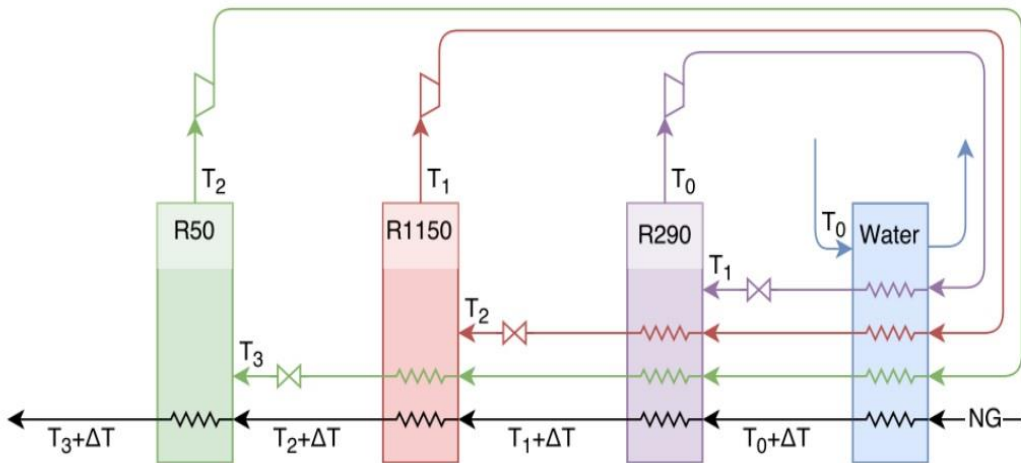 T₂
T₁
T₀
R50
R1150
R290
T₀
Water
T₁
T₂
T₃
T₃+ΔT
T₂+ΔT
T₁+ΔT
T₀+ΔT
NG